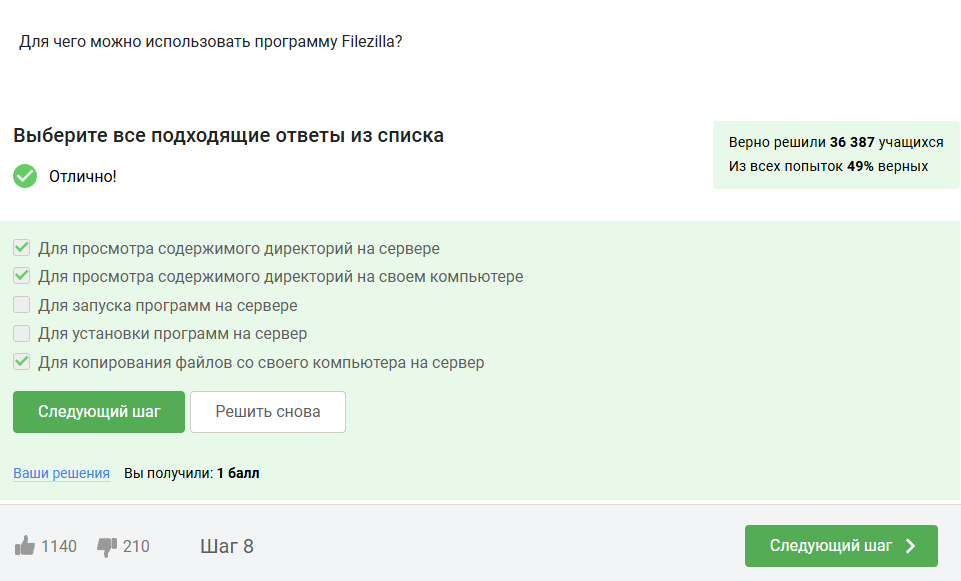 Для чего можно использовать программу Filezilla?
Выберите все подходящие ответы из списка
Верно решили 36 387 учащихся
Из всех попыток 49% верных
Отлично!
Для просмотра содержимого директорий на сервере
Для просмотра содержимого директорий на своем компьютере
Для запуска программ на сервере
Для установки программ на сервер
Для копирования файлов со своего компьютера на сервер
Следующий шаг
Решить снова
Ваши решения Вы получили: 1 балл
1140 210 Шаг 8 Следующий шаг